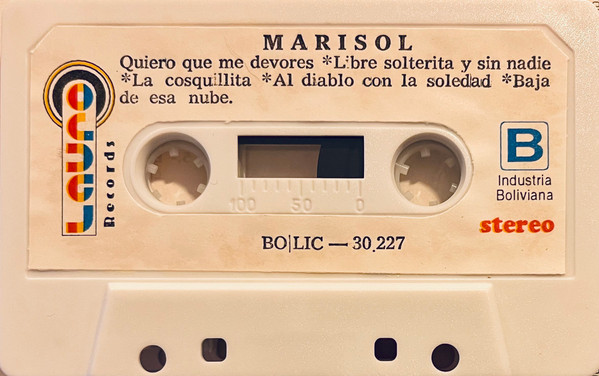 MARISOL
Quiero que me devores *Libre solterita y sin nadie
*La cosquillita *Al diablo con la soledad *Baja
de esa nube.
Lauro
Records
B
Industria
Boliviana
stereo
100 50 0
BO|LIC — 30.227